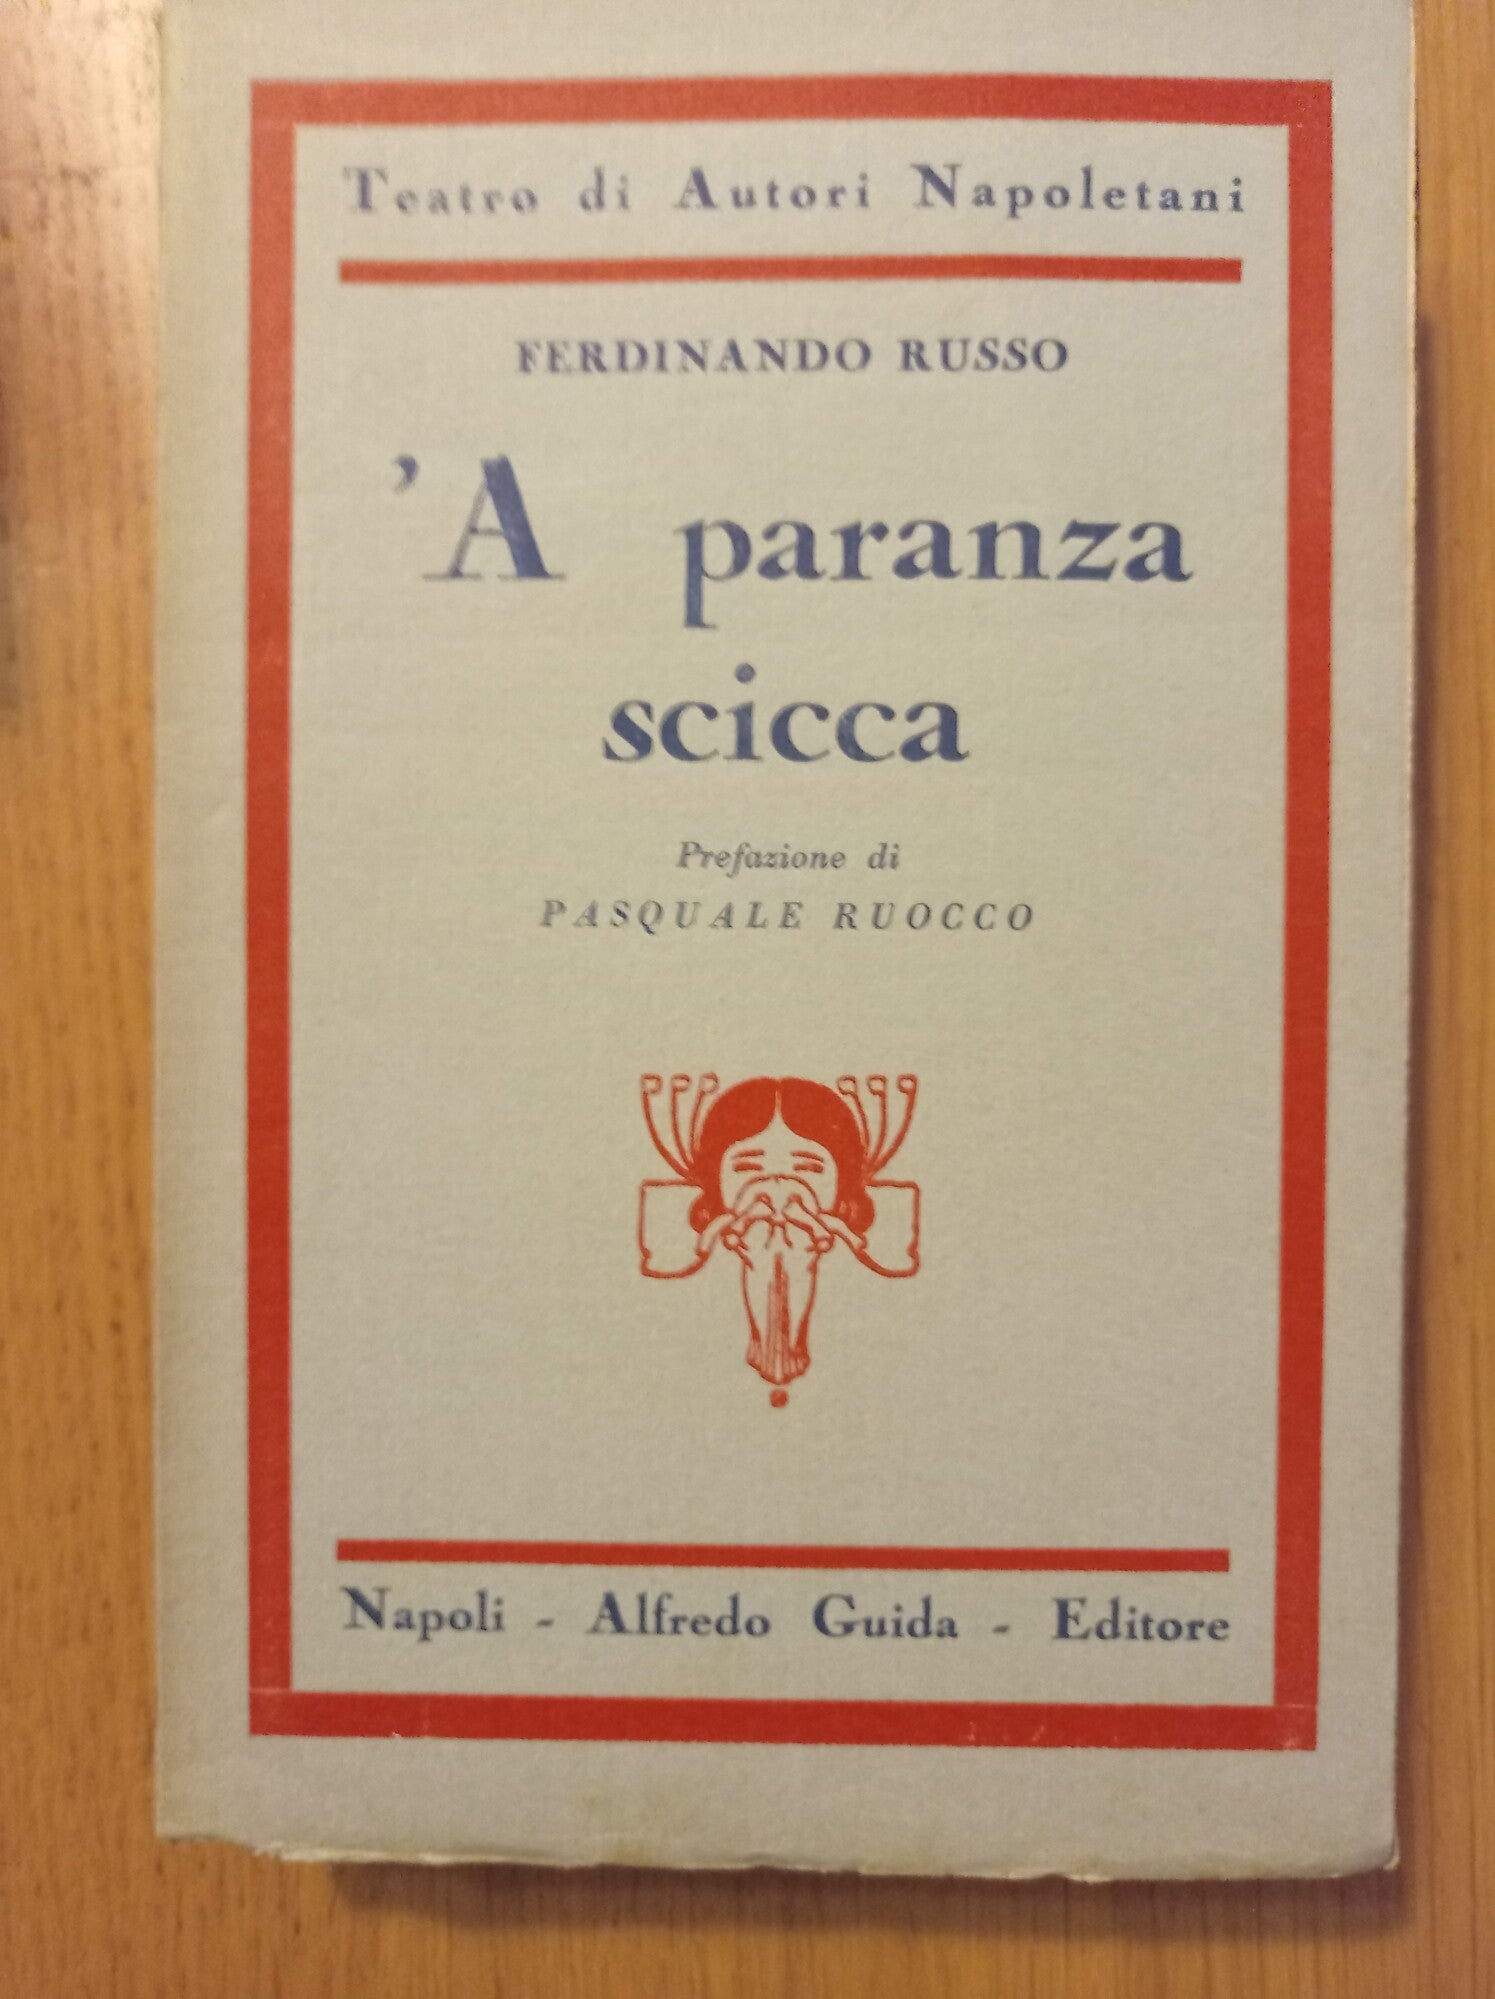 Teatro di Autori Napoletani
FERDINANDO RUSSO
'A paranza
scicca
Prefazione di
PASQUALE RUOCCO
Napoli - Alfredo Guida - Editore